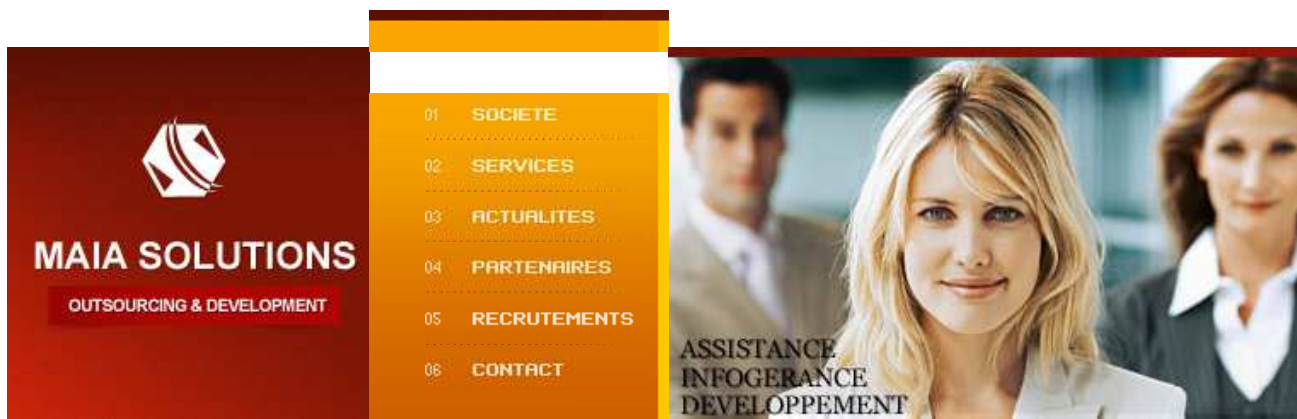 MAIA SOLUTIONS
OUTSOURCING & DEVELOPMENT
01 SOCIETE
02 SERVICES
03 ACTUALITES
04 PARTENAIRES
05 RECRUTEMENTS
06 CONTACT
ASSISTANCE
INFOGERANCE
DEVELOPPEMENT